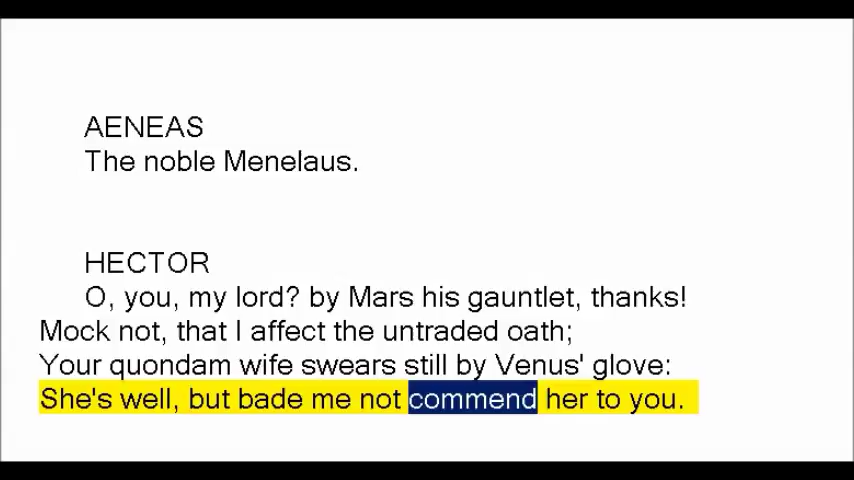 AENEAS
The noble Menelaus.
HECTOR
O, you, my lord? by Mars his gauntlet, thanks!
Mock not, that I affect the untraded oath;
Your quondam wife swears still by Venus' glove:
She's well, but bade me not commend her to you.